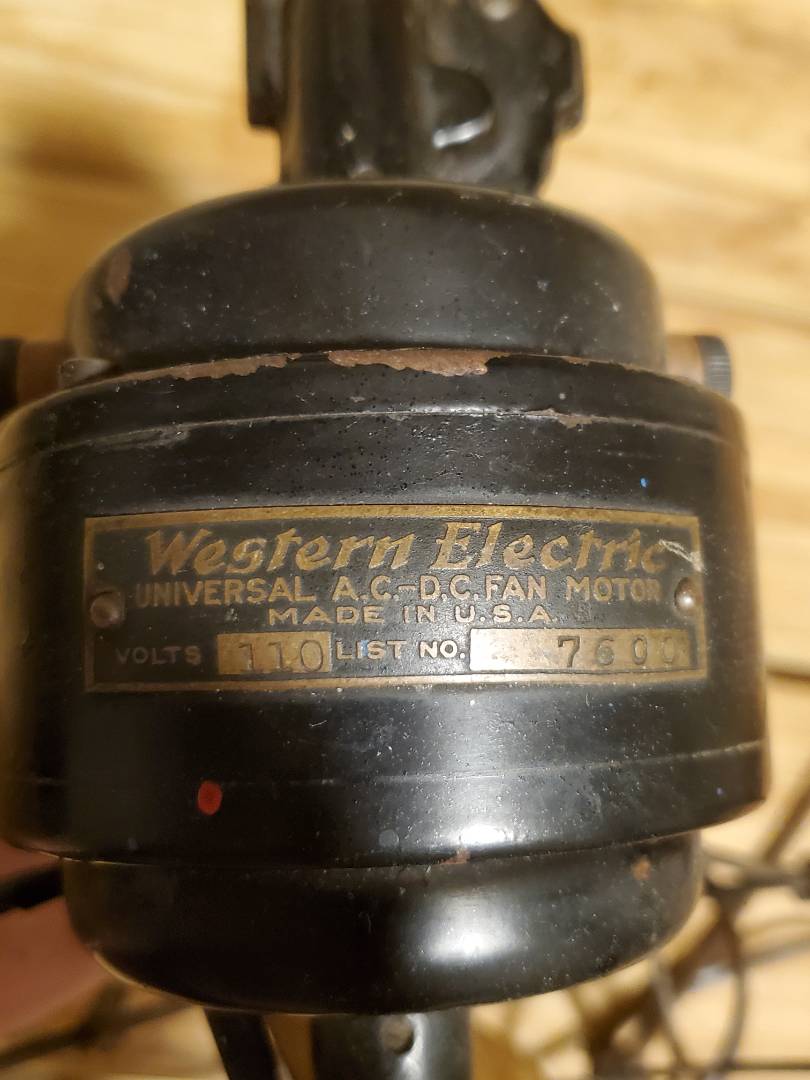 Western Electric
UNIVERSAL A.C.-D.C. FAN MOTOR
MADE IN U.S.A.
VOLTS 110 LIST NO. 7600